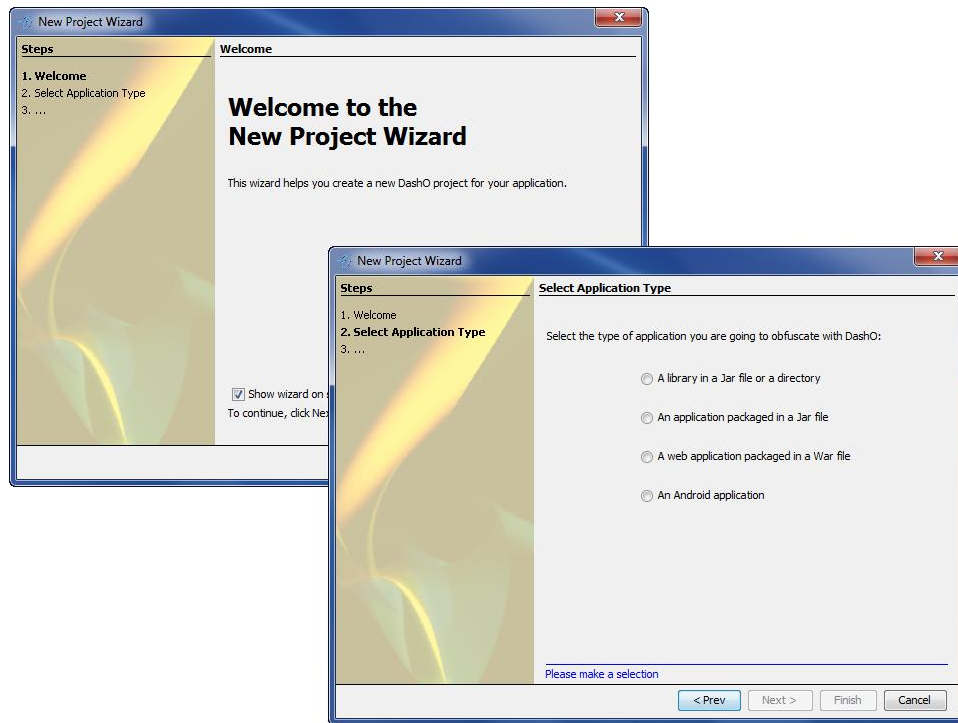 New Project Wizard
Steps
Welcome
1. Welcome
2. Select Application Type
3. ...
Welcome to the
New Project Wizard
This wizard helps you create a new DashO project for your application.
Show wizard on
To continue, click
New Project Wizard
Steps
Select Application Type
1. Welcome
2. Select Application Type
3. ...
Select the type of application you are going to obfuscate with DashO:
A library in a Jar file or a directory
An application packaged in a Jar file
A web application packaged in a War file
An Android application
Please make a selection
< Prev
Next >
Finish
Cancel